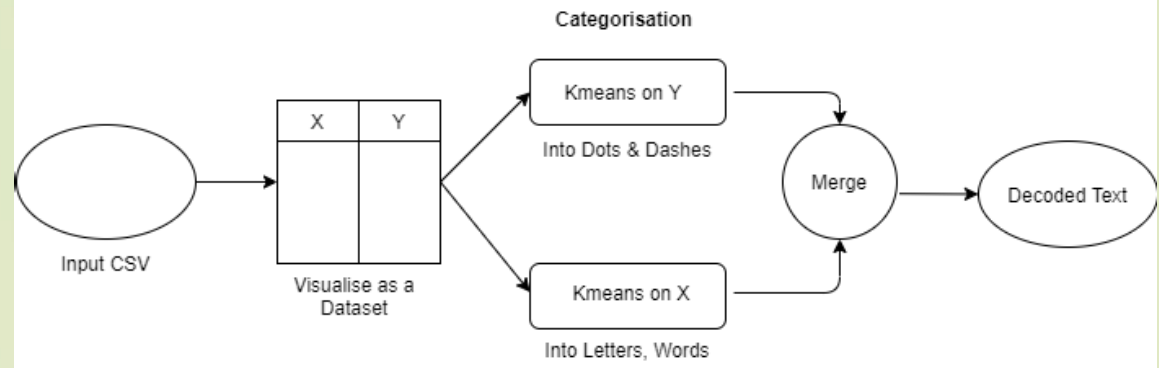 Categorisation
Kmeans on Y
X Y
Into Dots & Dashes
Merge
Decoded Text
Input CSV
Visualise as a
Dataset
Kmeans on X
Into Letters, Words